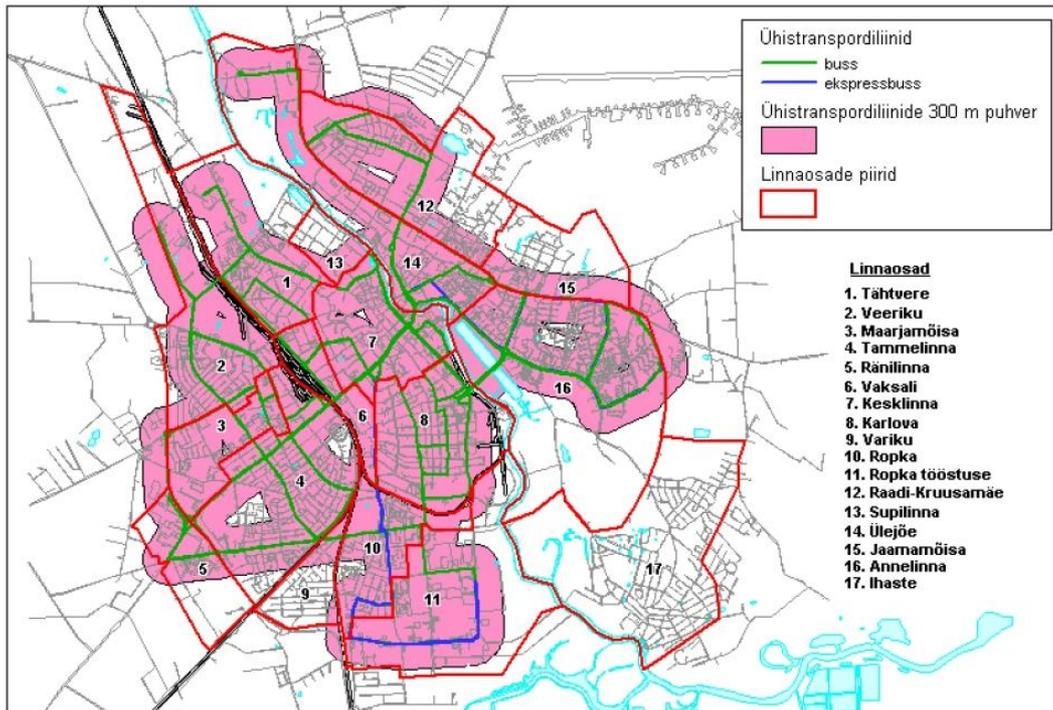 Ühistranspordiliinid
buss
ekspressbuss
Ühistranspordiliinide 300 m puhver
Linnaosade piirid
Linnaosad
1. Tähtvere
2. Veeriku
3. Maarjamõisa
4. Tammelinna
5. Ränilinna
6. Vaksali
7. Kesklinna
8. Karlova
9. Variku
10. Ropka
11. Ropka tööstuse
12. Raadi-Kruusamäe
13. Supilinna
14. Ülejõe
15. Jaamamõisa
16. Annelinna
17. Ihaste
12
14
13
1
15
7
2
16
6
8
3
4
10
5
9
11
17